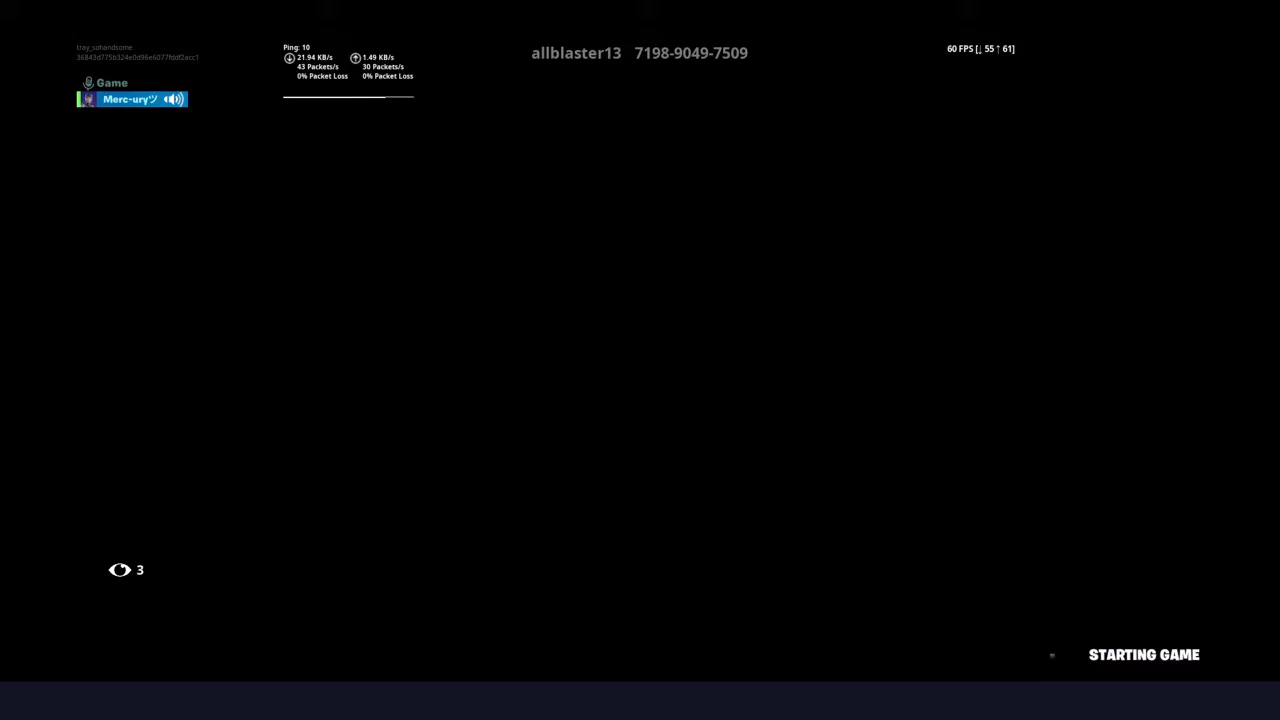 tray_sohandsome
Ping: 10
21.94 KB/s
1.49 KB/s
43 Packets/s
30 Packets/s
0% Packet Loss
0% Packet Loss
allblaster13 7198-9049-7509
60 FPS [↓ 55 ↑ 61]
Game
Merc-uryツ
3
STARTING GAME